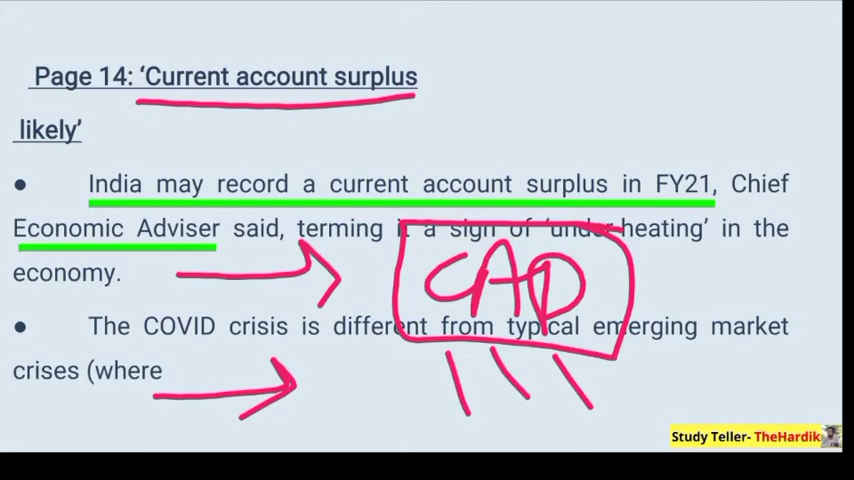 Page 14: ‘Current account surplus
likely’
● India may record a current account surplus in FY21, Chief
Economic Adviser said, terming it a sign of ‘under-heating’ in the
economy.
CAD
● The COVID crisis is different from typical emerging market
crises (where
Study Teller- TheHardik